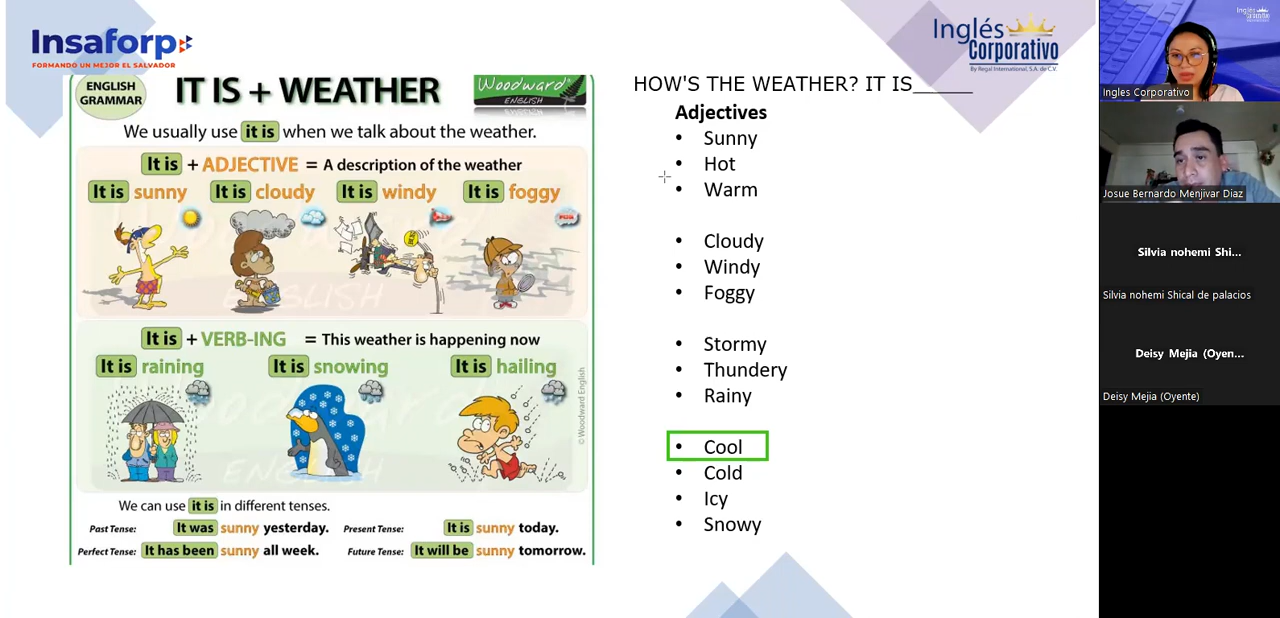 Insaforp
FORMANDO UN MEJOR EL SALVADOR
Inglés
Corporativo
By Regal International, S.A. de C.V.
ENGLISH
GRAMMAR
IT IS + WEATHER
Woodward
ENGLISH
We usually use it is when we talk about the weather.
It is + ADJECTIVE = A description of the weather
It is sunny It is cloudy It is windy It is foggy
It is + VERB-ING = This weather is happening now
It is raining It is snowing It is hailing
© Woodward English
We can use it is in different tenses.
Past Tense: It was sunny yesterday. Present Tense: It is sunny today.
Perfect Tense: It has been sunny all week. Future Tense: It will be sunny tomorrow.
HOW'S THE WEATHER? IT IS_____
Adjectives
• Sunny
• Hot
• Warm
• Cloudy
• Windy
• Foggy
• Stormy
• Thundery
• Rainy
• Cool
• Cold
• Icy
• Snowy
Ingles Corporativo
Josue Bernardo Menjivar Diaz
Silvia nohemi Shi...
Silvia nohemi Shical de palacios
Deisy Mejia (Oyen...
Deisy Mejia (Oyente)